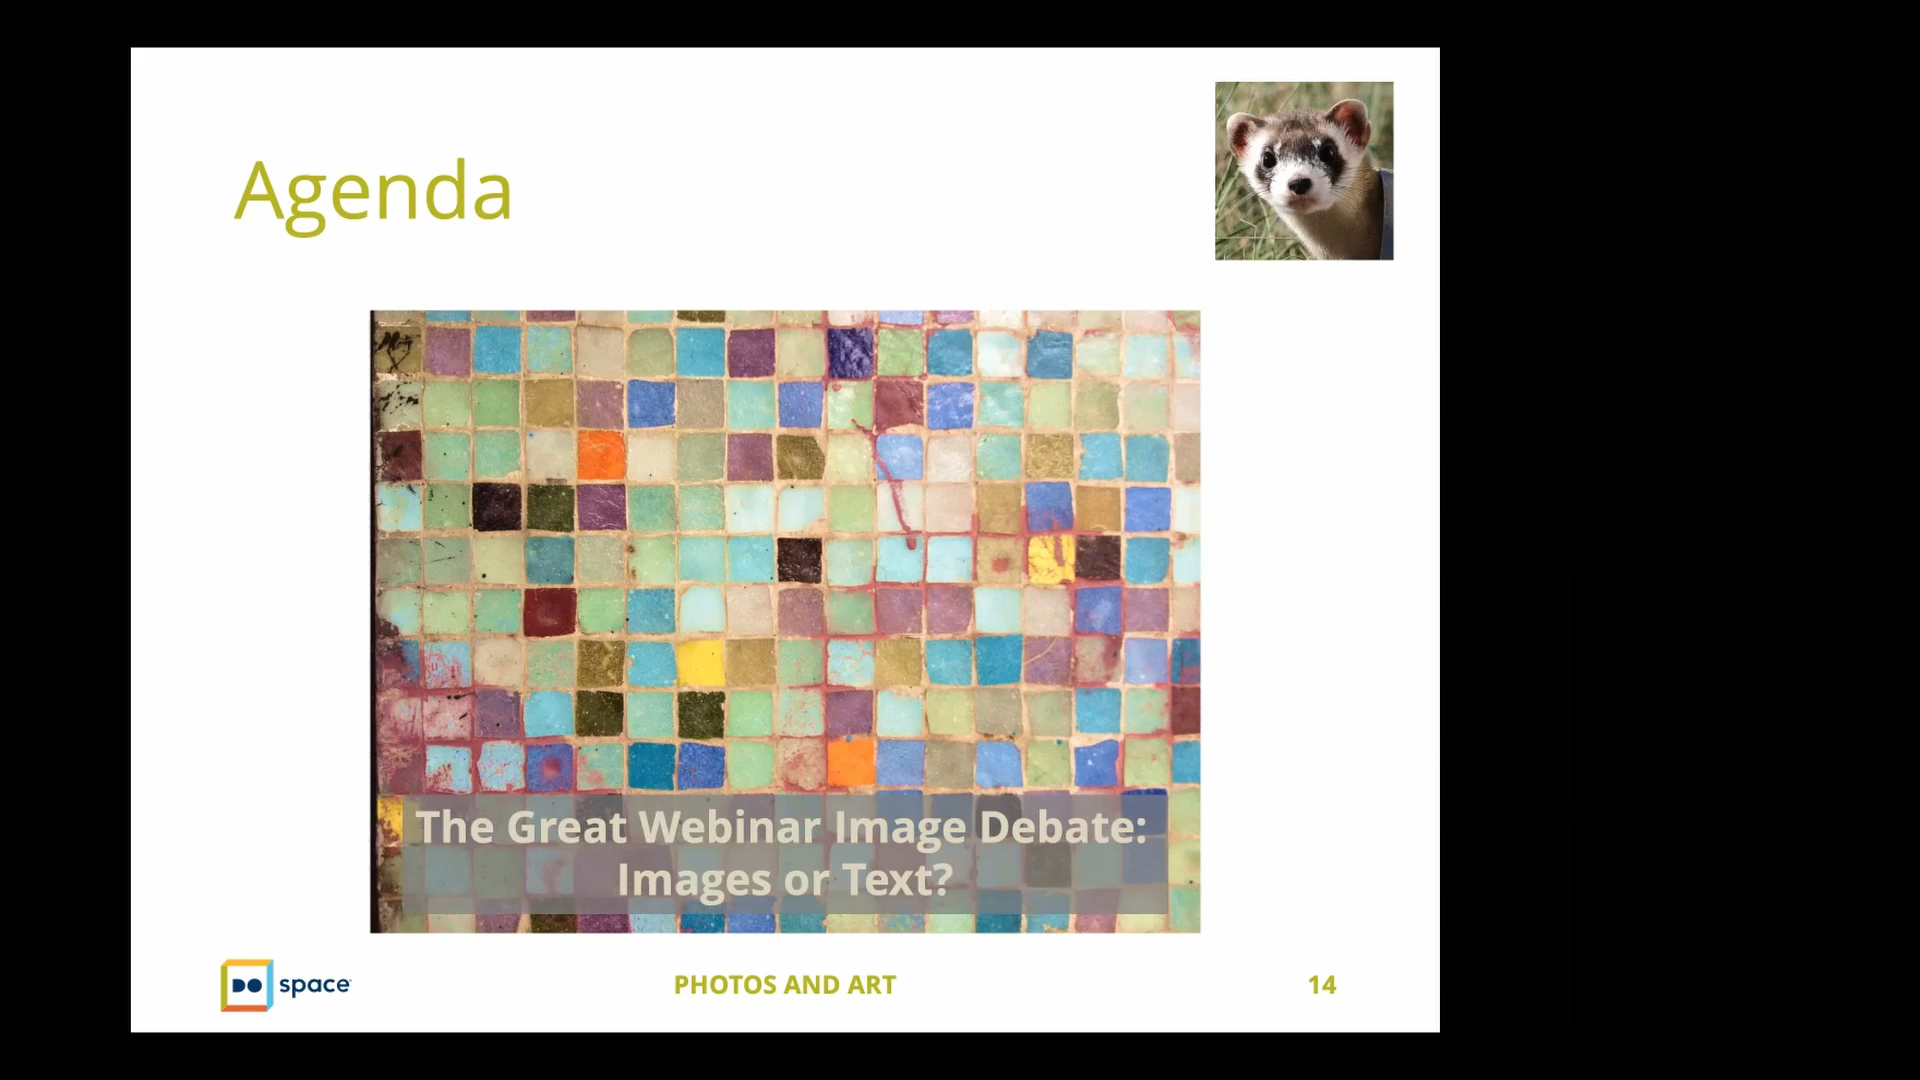 Agenda
The Great Webinar Image Debate:
Images or Text?
DO space
PHOTOS AND ART
14